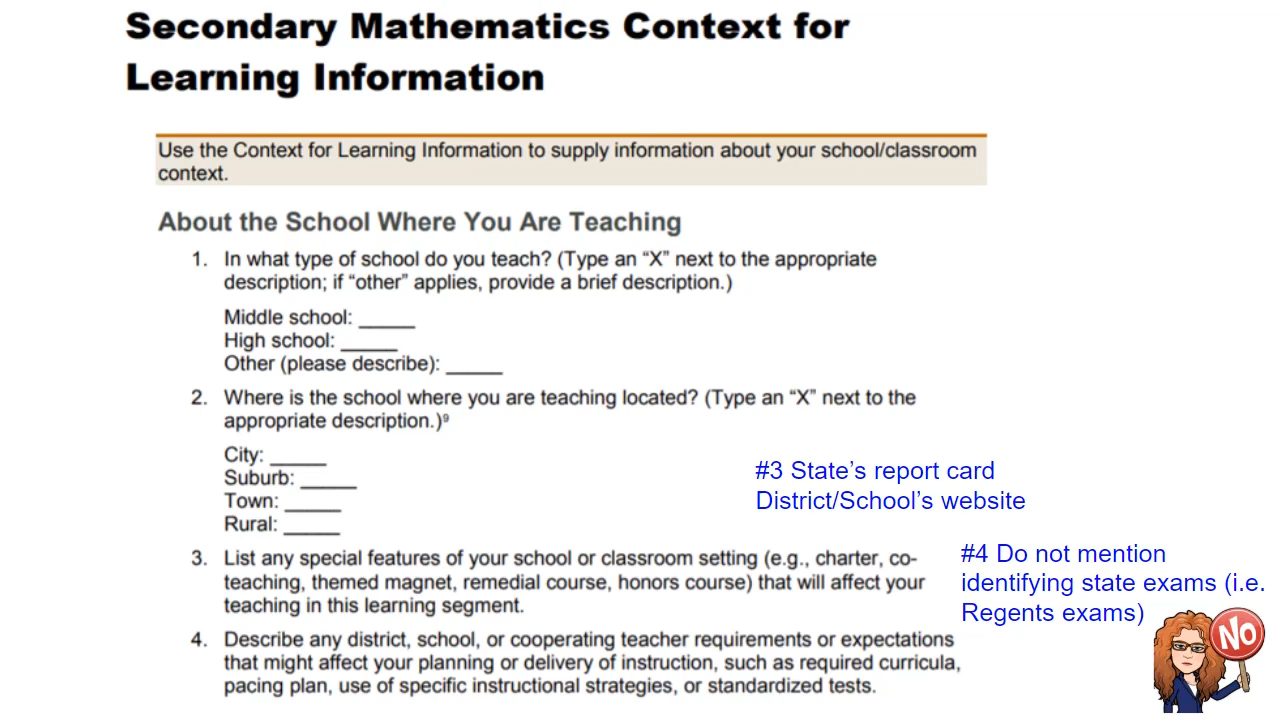 Secondary Mathematics Context for
Learning Information
Use the Context for Learning Information to supply information about your school/classroom
context.
About the School Where You Are Teaching
1. In what type of school do you teach? (Type an “X” next to the appropriate
description; if “other” applies, provide a brief description.)
Middle school: _____
High school: _____
Other (please describe): _____
2. Where is the school where you are teaching located? (Type an “X” next to the
appropriate description.)⁹
City: _____
Suburb: _____
Town: _____
Rural: _____
#3 State’s report card
District/School’s website
3. List any special features of your school or classroom setting (e.g., charter, co-
teaching, themed magnet, remedial course, honors course) that will affect your
teaching in this learning segment.
#4 Do not mention
identifying state exams (i.e.
Regents exams)
NO
4. Describe any district, school, or cooperating teacher requirements or expectations
that might affect your planning or delivery of instruction, such as required curricula,
pacing plan, use of specific instructional strategies, or standardized tests.